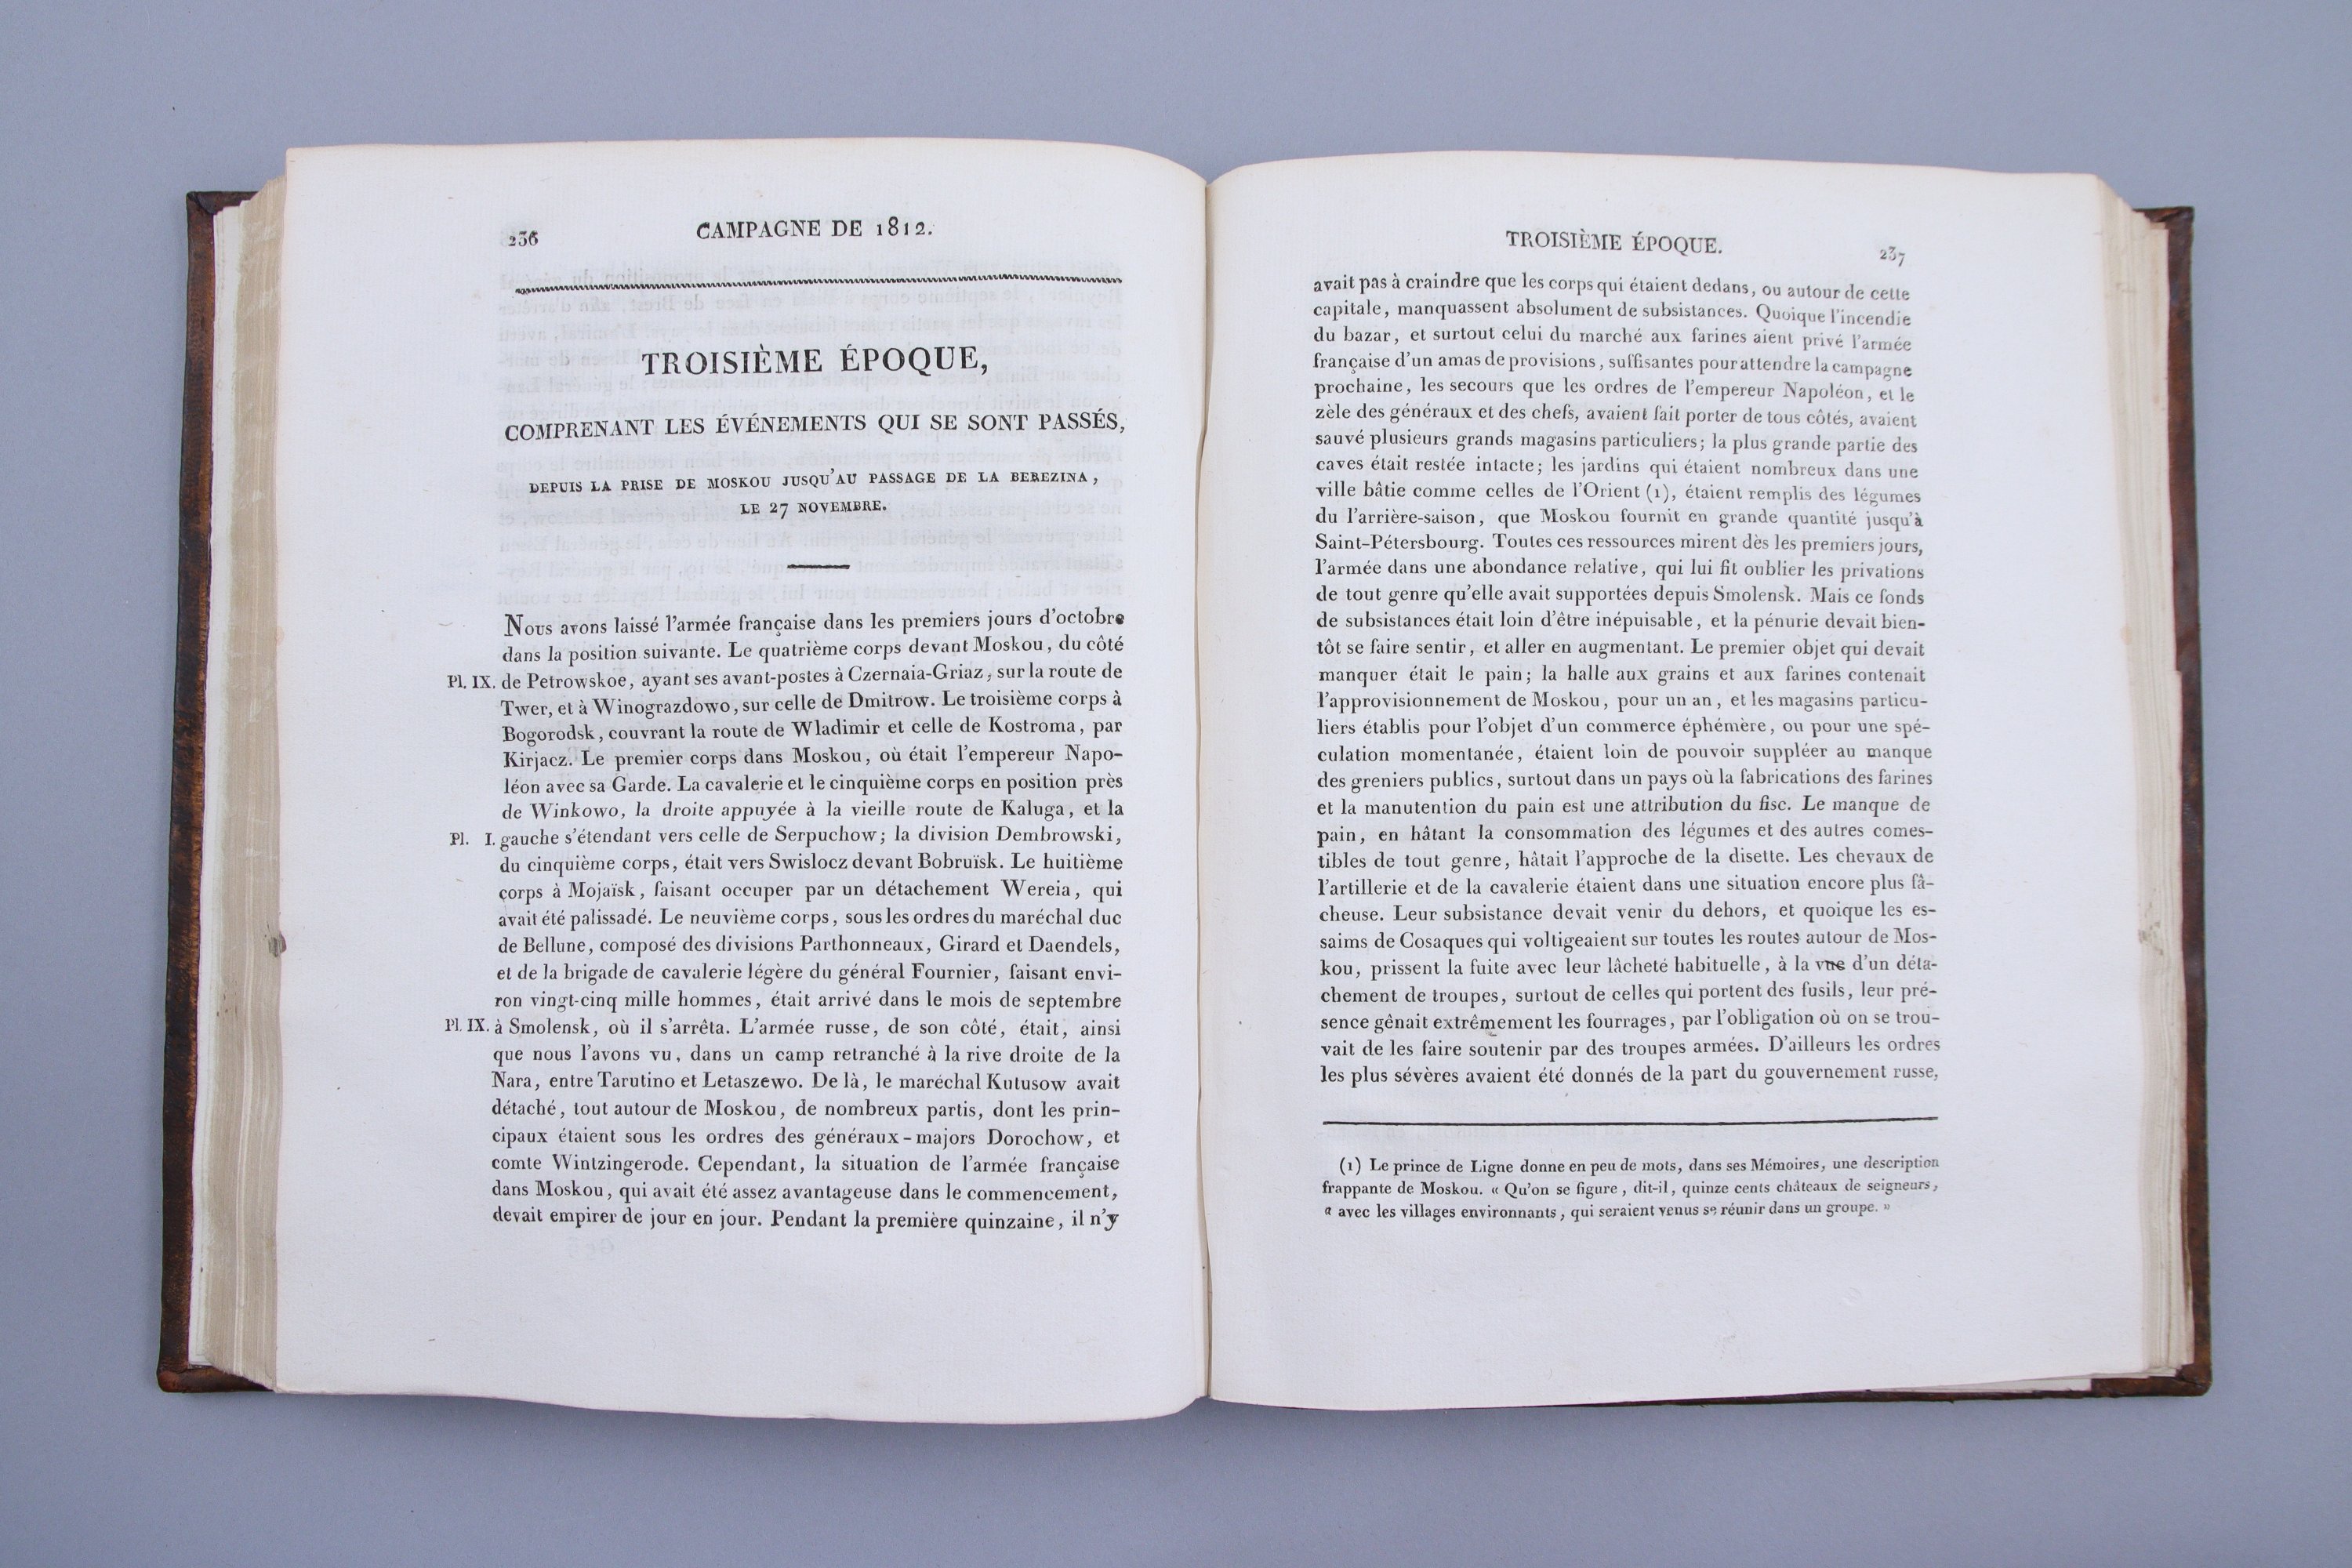 236
CAMPAGNE DE 1812.
TROISIÈME ÉPOQUE,
COMPRENANT LES ÉVÉNEMENTS QUI SE SONT PASSÉS,
DEPUIS LA PRISE DE MOSKOU JUSQU'AU PASSAGE DE LA BEREZINA,
LE 27 NOVEMBRE.
Nous avons laissé l'armée française dans les premiers jours d'octobre
dans la position suivante. Le quatrième corps devant Moskou, du côté
Pl. IX. de Petrowskoe, ayant ses avant-postes à Czernaia-Griaz, sur la route de
Twer, et à Winograzdowo, sur celle de Dmitrow. Le troisième corps à
Bogorodsk, couvrant la route de Wladimir et celle de Kostroma, par
Kirjacz. Le premier corps dans Moskou, où était l'empereur Napo-
léon avec sa Garde. La cavalerie et le cinquième corps en position près
de Winkowo, la droite appuyée à la vieille route de Kaluga, et la
Pl. I. gauche s'étendant vers celle de Serpuchow; la division Dembrowski,
du cinquième corps, était vers Swislocz devant Bobruïsk. Le huitième
corps à Mojaïsk, faisant occuper par un détachement Wereia, qui
avait été palissadé. Le neuvième corps, sous les ordres du maréchal duc
de Bellune, composé des divisions Parthonneaux, Girard et Daendels,
et de la brigade de cavalerie légère du général Fournier, faisant envi-
ron vingt-cinq mille hommes, était arrivé dans le mois de septembre
Pl. IX. à Smolensk, où il s'arrêta. L'armée russe, de son côté, était, ainsi
que nous l'avons vu, dans un camp retranché à la rive droite de la
Nara, entre Tarutino et Letaszewo. De là, le maréchal Kutusow avait
détaché, tout autour de Moskou, de nombreux partis, dont les prin-
cipaux étaient sous les ordres des généraux-majors Dorochow, et
comte Wintzingerode. Cependant, la situation de l'armée française
dans Moskou, qui avait été assez avantageuse dans le commencement,
devait empirer de jour en jour. Pendant la première quinzaine, il n'y
TROISIÈME ÉPOQUE.
237
avait pas à craindre que les corps qui étaient dedans, ou autour de cette
capitale, manquassent absolument de subsistances. Quoique l'incendie
du bazar, et surtout celui du marché aux farines aient privé l'armée
française d'un amas de provisions, suffisantes pour attendre la campagne
prochaine, les secours que les ordres de l'empereur Napoléon, et le
zèle des généraux et des chefs, avaient fait porter de tous côtés, avaient
sauvé plusieurs grands magasins particuliers; la plus grande partie des
caves était restée intacte; les jardins qui étaient nombreux dans une
ville bâtie comme celles de l'Orient (1), étaient remplis des légumes
du l'arrière-saison, que Moskou fournit en grande quantité jusqu'à
Saint-Pétersbourg. Toutes ces ressources mirent dès les premiers jours,
l'armée dans une abondance relative, qui lui fit oublier les privations
de tout genre qu'elle avait supportées depuis Smolensk. Mais ce fonds
de subsistances était loin d'être inépuisable, et la pénurie devait bien-
tôt se faire sentir, et aller en augmentant. Le premier objet qui devait
manquer était le pain; la halle aux grains et aux farines contenait
l'approvisionnement de Moskou, pour un an, et les magasins particu-
liers établis pour l'objet d'un commerce éphémère, ou pour une spé-
culation momentanée, étaient loin de pouvoir suppléer au manque
des greniers publics, surtout dans un pays où la fabrications des farines
et la manutention du pain est une attribution du fisc. Le manque de
pain, en hâtant la consommation des légumes et des autres comes-
tibles de tout genre, hâtait l'approche de la disette. Les chevaux de
l'artillerie et de la cavalerie étaient dans une situation encore plus fâ-
cheuse. Leur subsistance devait venir du dehors, et quoique les es-
saims de Cosaques qui voltigeaient sur toutes les routes autour de Mos-
kou, prissent la fuite avec leur lâcheté habituelle, à la vue d'un déta-
chement de troupes, surtout de celles qui portent des fusils, leur pré-
sence gênait extrêmement les fourrages, par l'obligation où on se trou-
vait de les faire soutenir par des troupes armées. D'ailleurs les ordres
les plus sévères avaient été donnés de la part du gouvernement russe,
(1) Le prince de Ligne donne en peu de mots, dans ses Mémoires, une description
frappante de Moskou. « Qu'on se figure, dit-il, quinze cents châteaux de seigneurs,
« avec les villages environnants, qui seraient venus se réunir dans un groupe. »